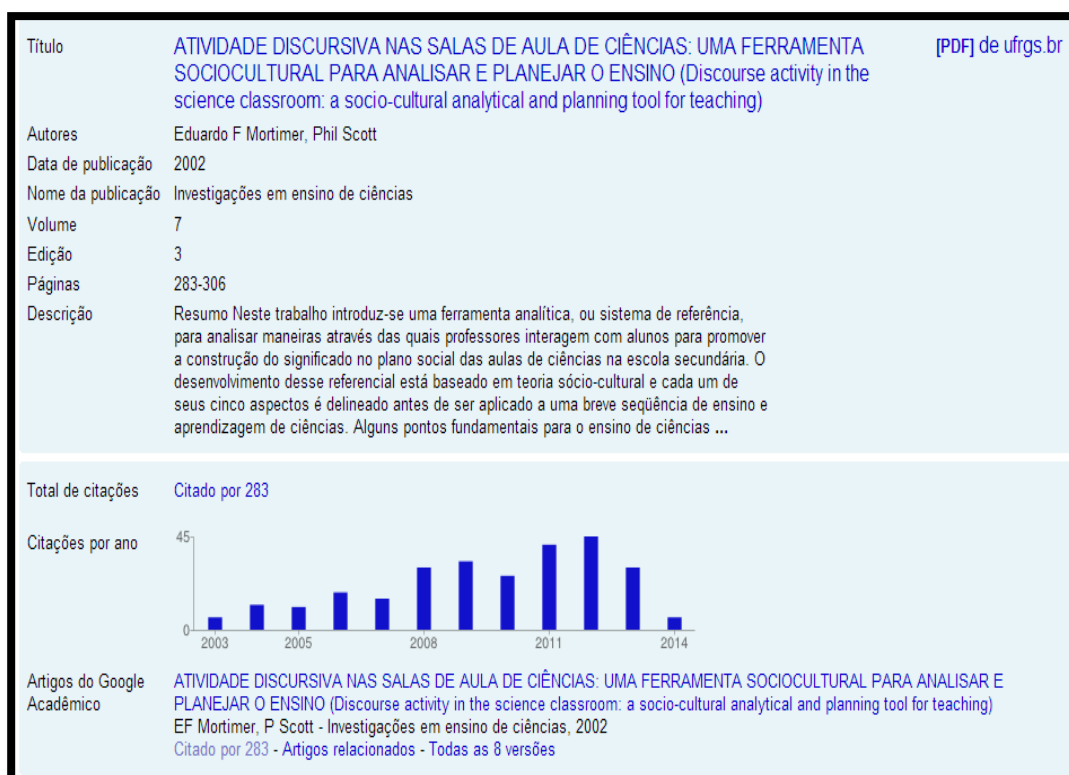 Título ATIVIDADE DISCURSIVA NAS SALAS DE AULA DE CIÊNCIAS: UMA FERRAMENTA [PDF] de ufrgs.br
SOCIOCULTURAL PARA ANALISAR E PLANEJAR O ENSINO (Discourse activity in the
science classroom: a socio-cultural analytical and planning tool for teaching)
Autores Eduardo F Mortimer, Phil Scott
Data de publicação 2002
Nome da publicação Investigações em ensino de ciências
Volume 7
Edição 3
Páginas 283-306
Descrição Resumo Neste trabalho introduz-se uma ferramenta analítica, ou sistema de referência,
para analisar maneiras através das quais professores interagem com alunos para promover
a construção do significado no plano social das aulas de ciências na escola secundária. O
desenvolvimento desse referencial está baseado em teoria sócio-cultural e cada um de
seus cinco aspectos é delineado antes de ser aplicado a uma breve seqüência de ensino e
aprendizagem de ciências. Alguns pontos fundamentais para o ensino de ciências ...
Total de citações Citado por 283
Citações por ano 45
0
2003 2005 2008 2011 2014
Artigos do Google ATIVIDADE DISCURSIVA NAS SALAS DE AULA DE CIÊNCIAS: UMA FERRAMENTA SOCIOCULTURAL PARA ANALISAR E
Acadêmico PLANEJAR O ENSINO (Discourse activity in the science classroom: a socio-cultural analytical and planning tool for teaching)
EF Mortimer, P Scott - Investigações em ensino de ciências, 2002
Citado por 283 - Artigos relacionados - Todas as 8 versões